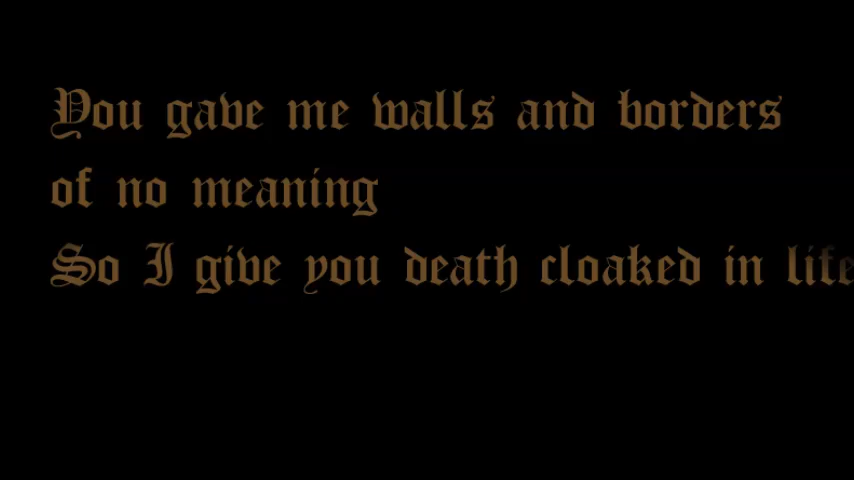 You gave me walls and borders
of no meaning
So I give you death cloaked in life